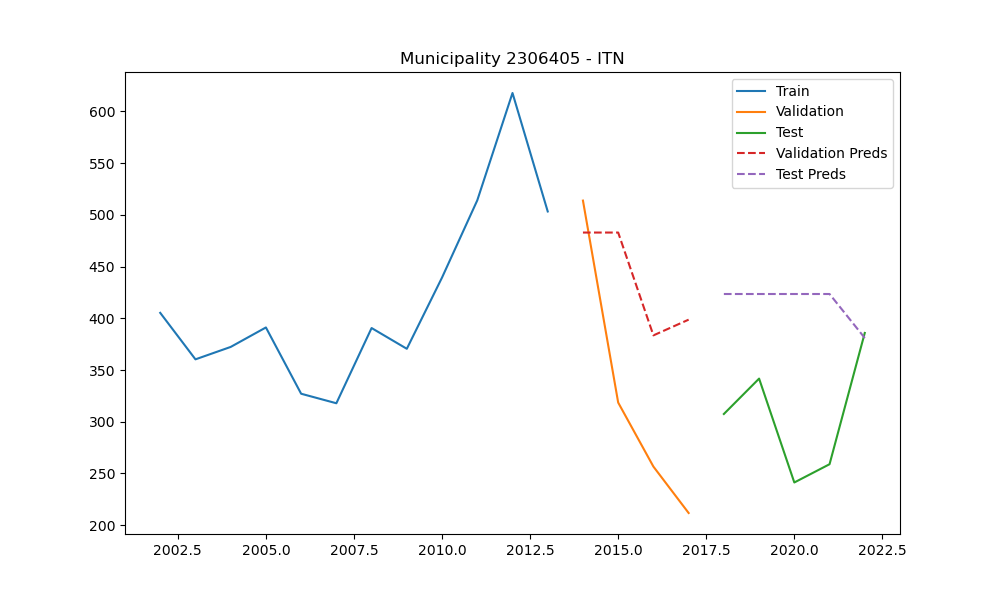 Municipality 2306405 - ITN
Train
Validation
Test
Validation Preds
Test Preds
600
550
500
450
400
350
300
250
200
2002.5 2005.0 2007.5 2010.0 2012.5 2015.0 2017.5 2020.0 2022.5